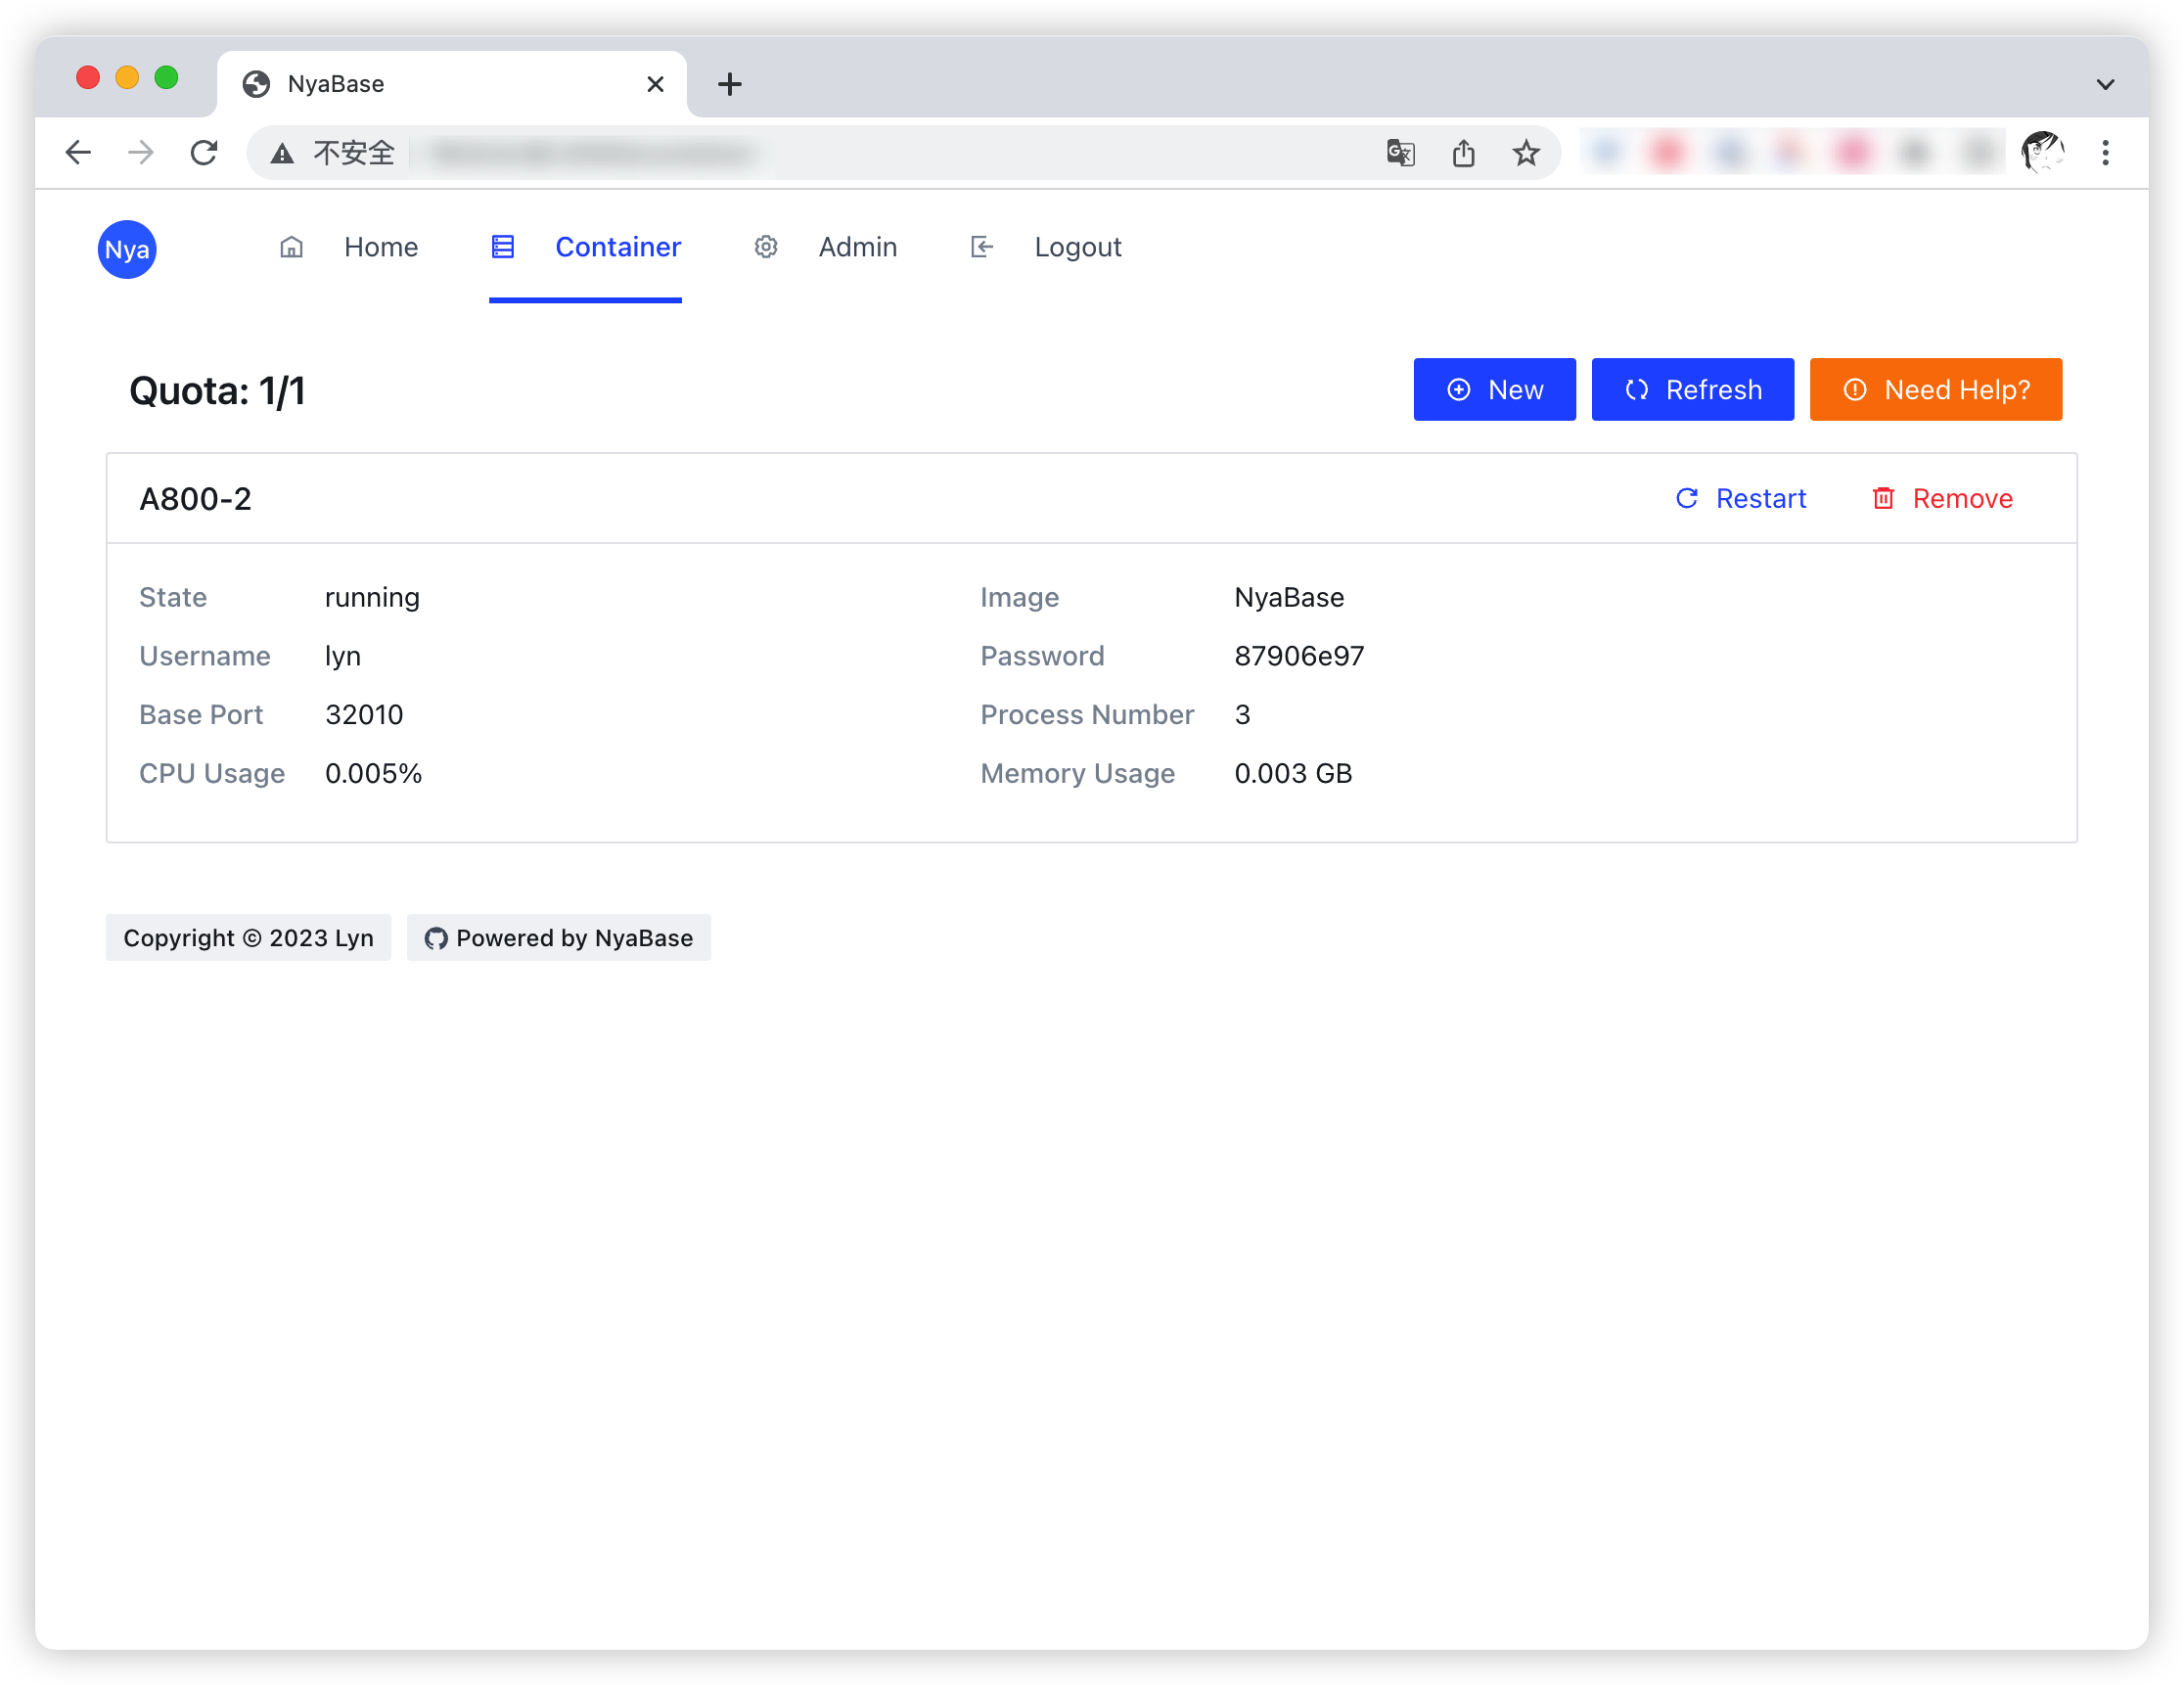 NyaBase
不安全
Nya Home Container Admin Logout
Quota: 1/1 New Refresh Need Help?
A800-2 Restart Remove
State running Image NyaBase
Username lyn Password 87906e97
Base Port 32010 Process Number 3
CPU Usage 0.005% Memory Usage 0.003 GB
Copyright © 2023 Lyn Powered by NyaBase